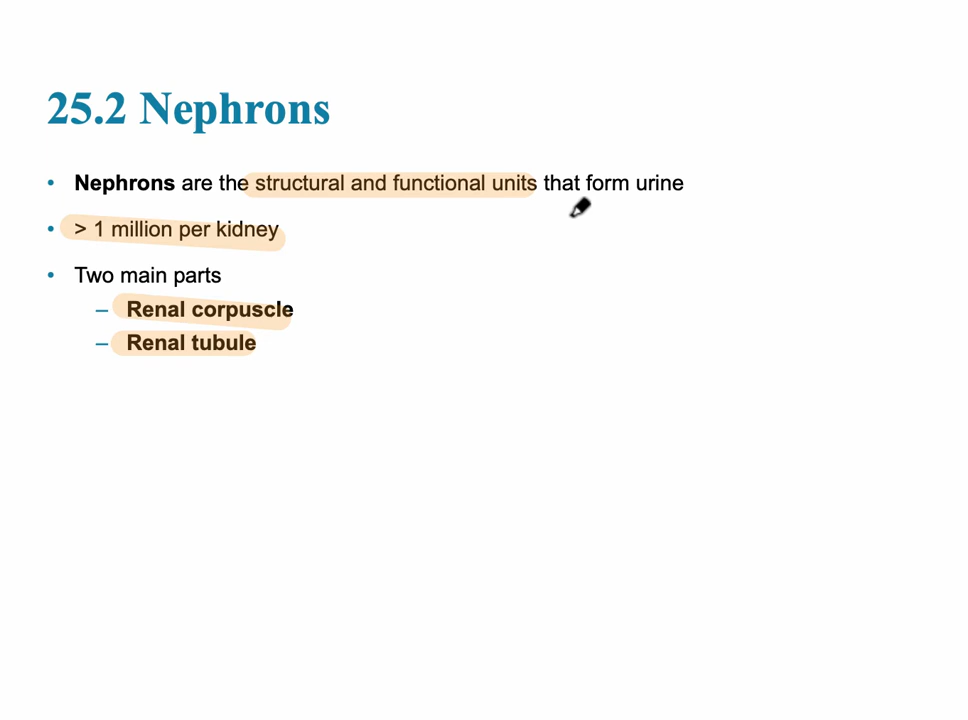 25.2 Nephrons
• Nephrons are the structural and functional units that form urine
• > 1 million per kidney
• Two main parts
– Renal corpuscle
– Renal tubule